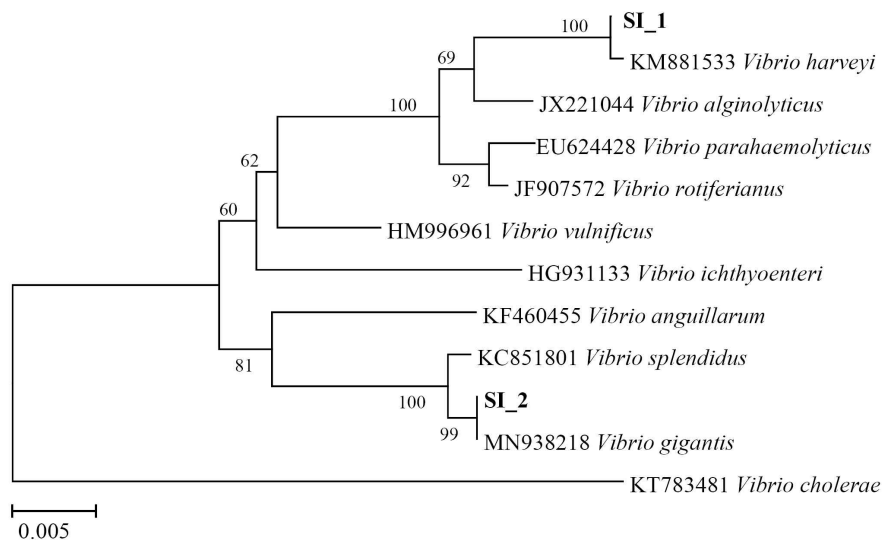 SI_1
100
KM881533 Vibrio harveyi
69
JX221044 Vibrio alginolyticus
100
EU624428 Vibrio parahaemolyticus
92
JF907572 Vibrio rotiferianus
62
60
HM996961 Vibrio vulnificus
HG931133 Vibrio ichthyoenteri
KF460455 Vibrio anguillarum
81
KC851801 Vibrio splendidus
100
SI_2
99
MN938218 Vibrio gigantis
KT783481 Vibrio cholerae
0.005